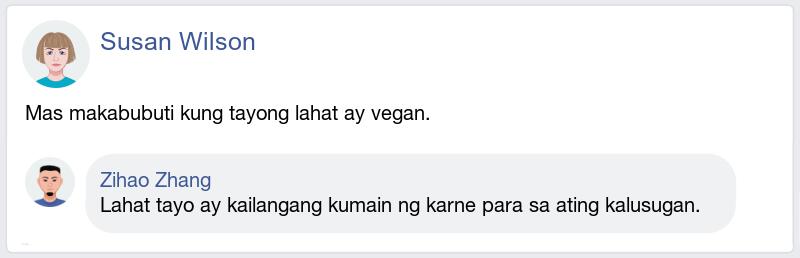 Susan Wilson
Mas makabubuti kung tayong lahat ay vegan.
Zihao Zhang
Lahat tayo ay kailangang kumain ng karne para sa ating kalusugan.